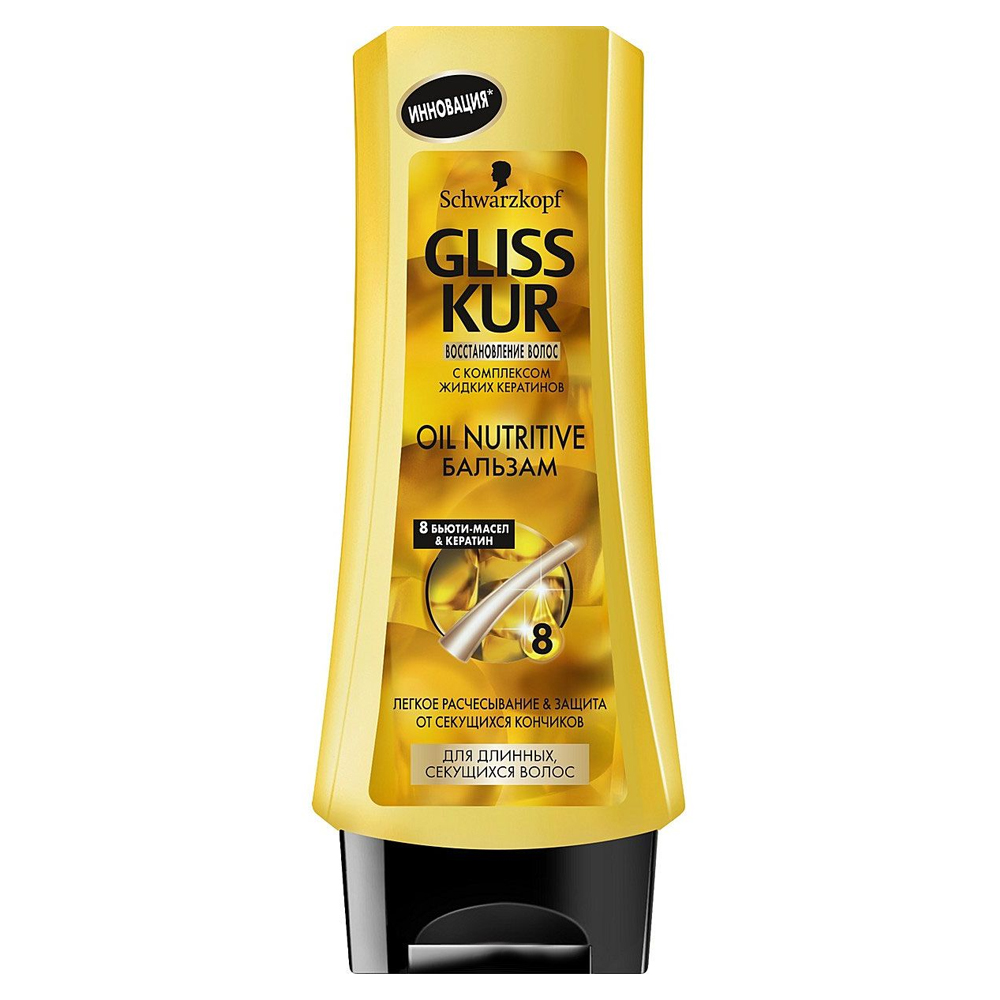 ИННОВАЦИЯ*
Schwarzkopf
GLISS
KUR
ВОССТАНОВЛЕНИЕ ВОЛОС
С КОМПЛЕКСОМ
ЖИДКИХ КЕРАТИНОВ
OIL NUTRITIVE
БАЛЬЗАМ
8 БЬЮТИ-МАСЕЛ
& КЕРАТИН
8
ЛЕГКОЕ РАСЧЕСЫВАНИЕ & ЗАЩИТА
ОТ СЕКУЩИХСЯ КОНЧИКОВ
ДЛЯ ДЛИННЫХ,
СЕКУЩИХСЯ ВОЛОС